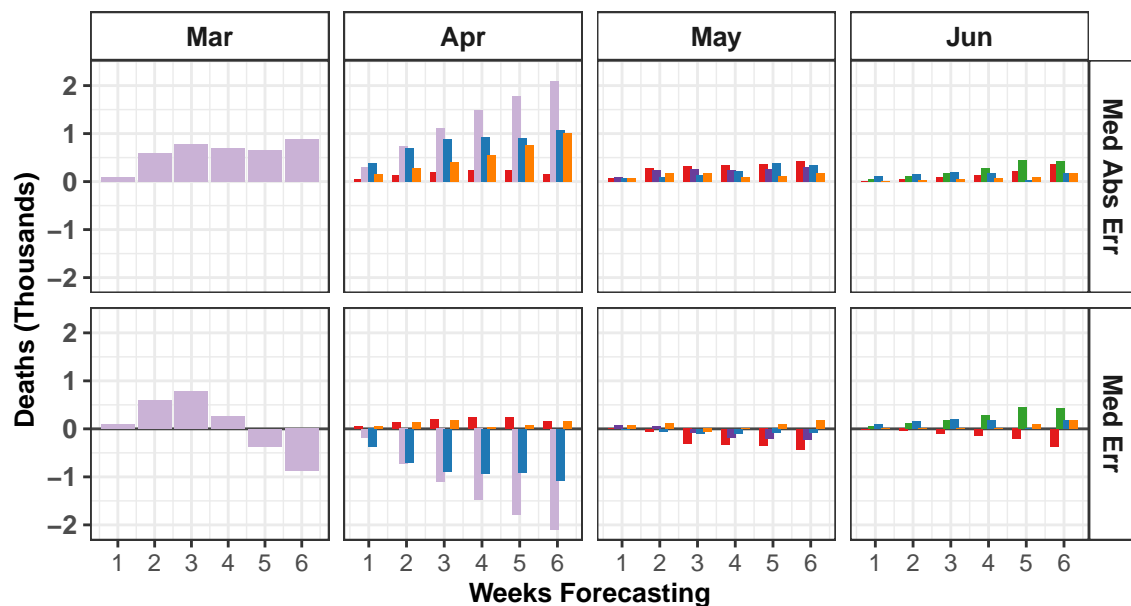 Mar Apr May Jun
Deaths (Thousands)
2
1
0
−1
−2
Med Abs Err
2
1
0
−1
−2
Med Err
1 2 3 4 5 6 1 2 3 4 5 6 1 2 3 4 5 6 1 2 3 4 5 6
Weeks Forecasting